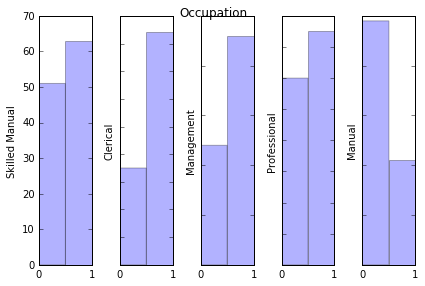 Occupation
70
60
50
40
30
20
10
0
Skilled Manual
Clerical
Management
Professional
Manual
0 1 0 1 0 1 0 1 0 1